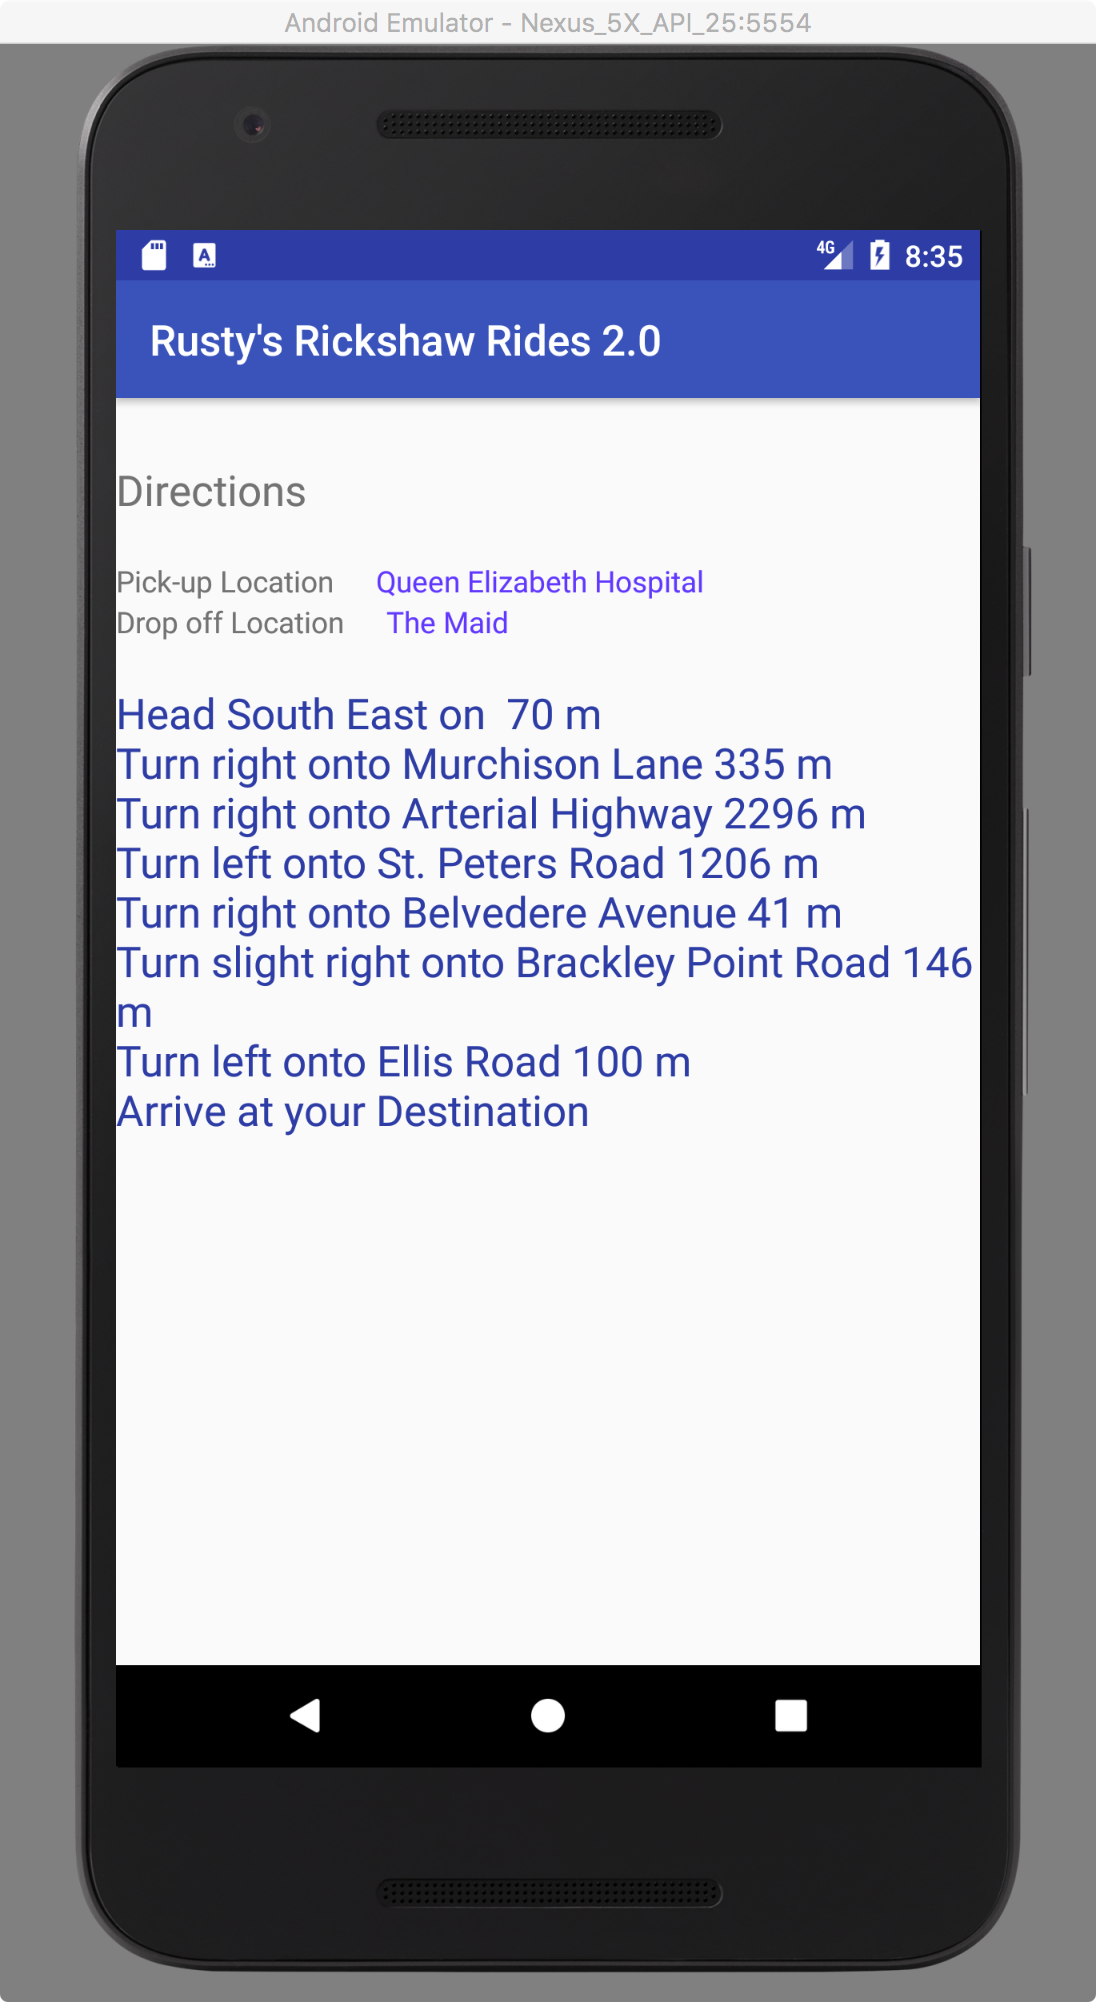 Android Emulator - Nexus_5X_API_25:5554
4G 8:35
Rusty's Rickshaw Rides 2.0
Directions
Pick-up Location Queen Elizabeth Hospital
Drop off Location The Maid
Head South East on  70 m
Turn right onto Murchison Lane 335 m
Turn right onto Arterial Highway 2296 m
Turn left onto St. Peters Road 1206 m
Turn right onto Belvedere Avenue 41 m
Turn slight right onto Brackley Point Road 146
m
Turn left onto Ellis Road 100 m
Arrive at your Destination